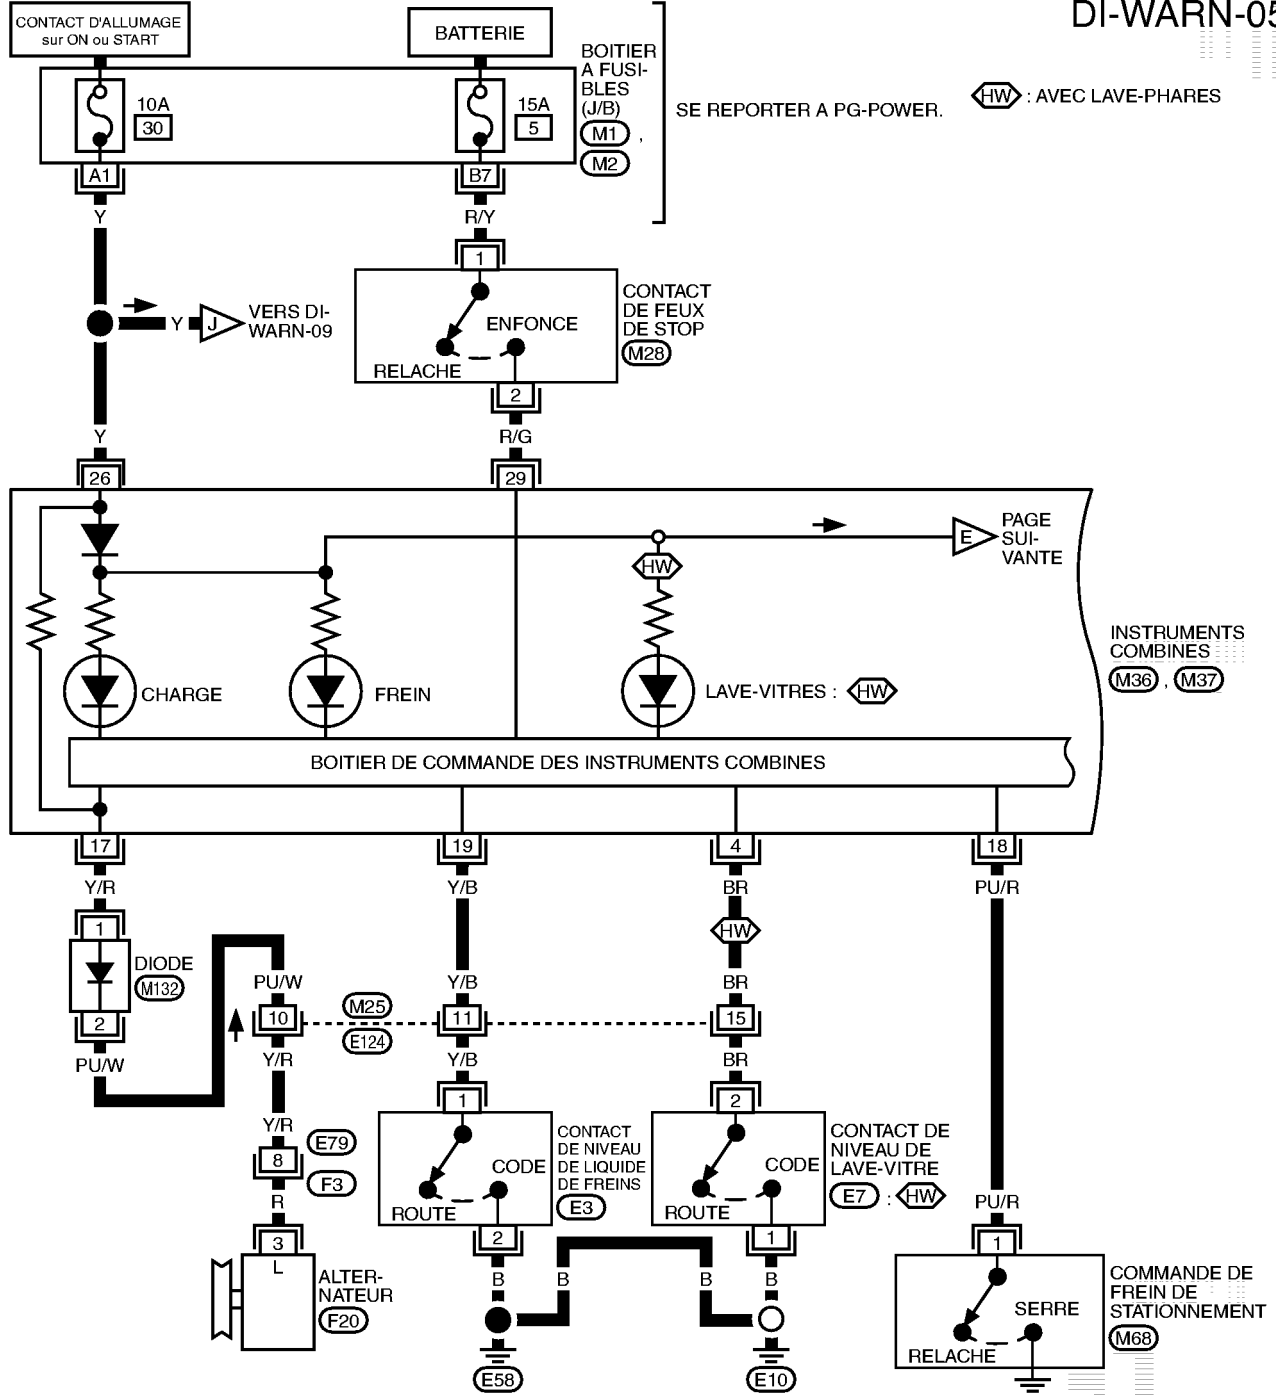 DI-WARN-05
CONTACT D'ALLUMAGE
sur ON ou START
BATTERIE
BOITIER
A FUSI-
BLES
(J/B)
M1 ,
M2
10A
30
15A
5
SE REPORTER A PG-POWER.
HW : AVEC LAVE-PHARES
A1
B7
Y
R/Y
1
CONTACT
DE FEUX
DE STOP
M28
ENFONCE
RELACHE
Y
J
VERS DI-
WARN-09
2
Y
R/G
26
29
E
PAGE
SUI-
VANTE
HW
CHARGE
FREIN
LAVE-VITRES : HW
INSTRUMENTS
COMBINES
M36 , M37
BOITIER DE COMMANDE DES INSTRUMENTS COMBINES
17
19
4
18
Y/R
Y/B
BR
PU/R
1
HW
DIODE
M132
PU/W
Y/B
BR
2
10
M25
E124
11
15
PU/W
Y/R
Y/B
BR
1
2
Y/R
E79
8
F3
CONTACT
DE NIVEAU
DE LIQUIDE
DE FREINS
E3
CODE
ROUTE
CONTACT DE
NIVEAU DE
LAVE-VITRE
E7 : HW
CODE
ROUTE
R
PU/R
3
2
1
1
L
ALTER-
NATEUR
F20
B
B
B
B
COMMANDE DE
FREIN DE
STATIONNEMENT
M68
SERRE
RELACHE
E58
E10